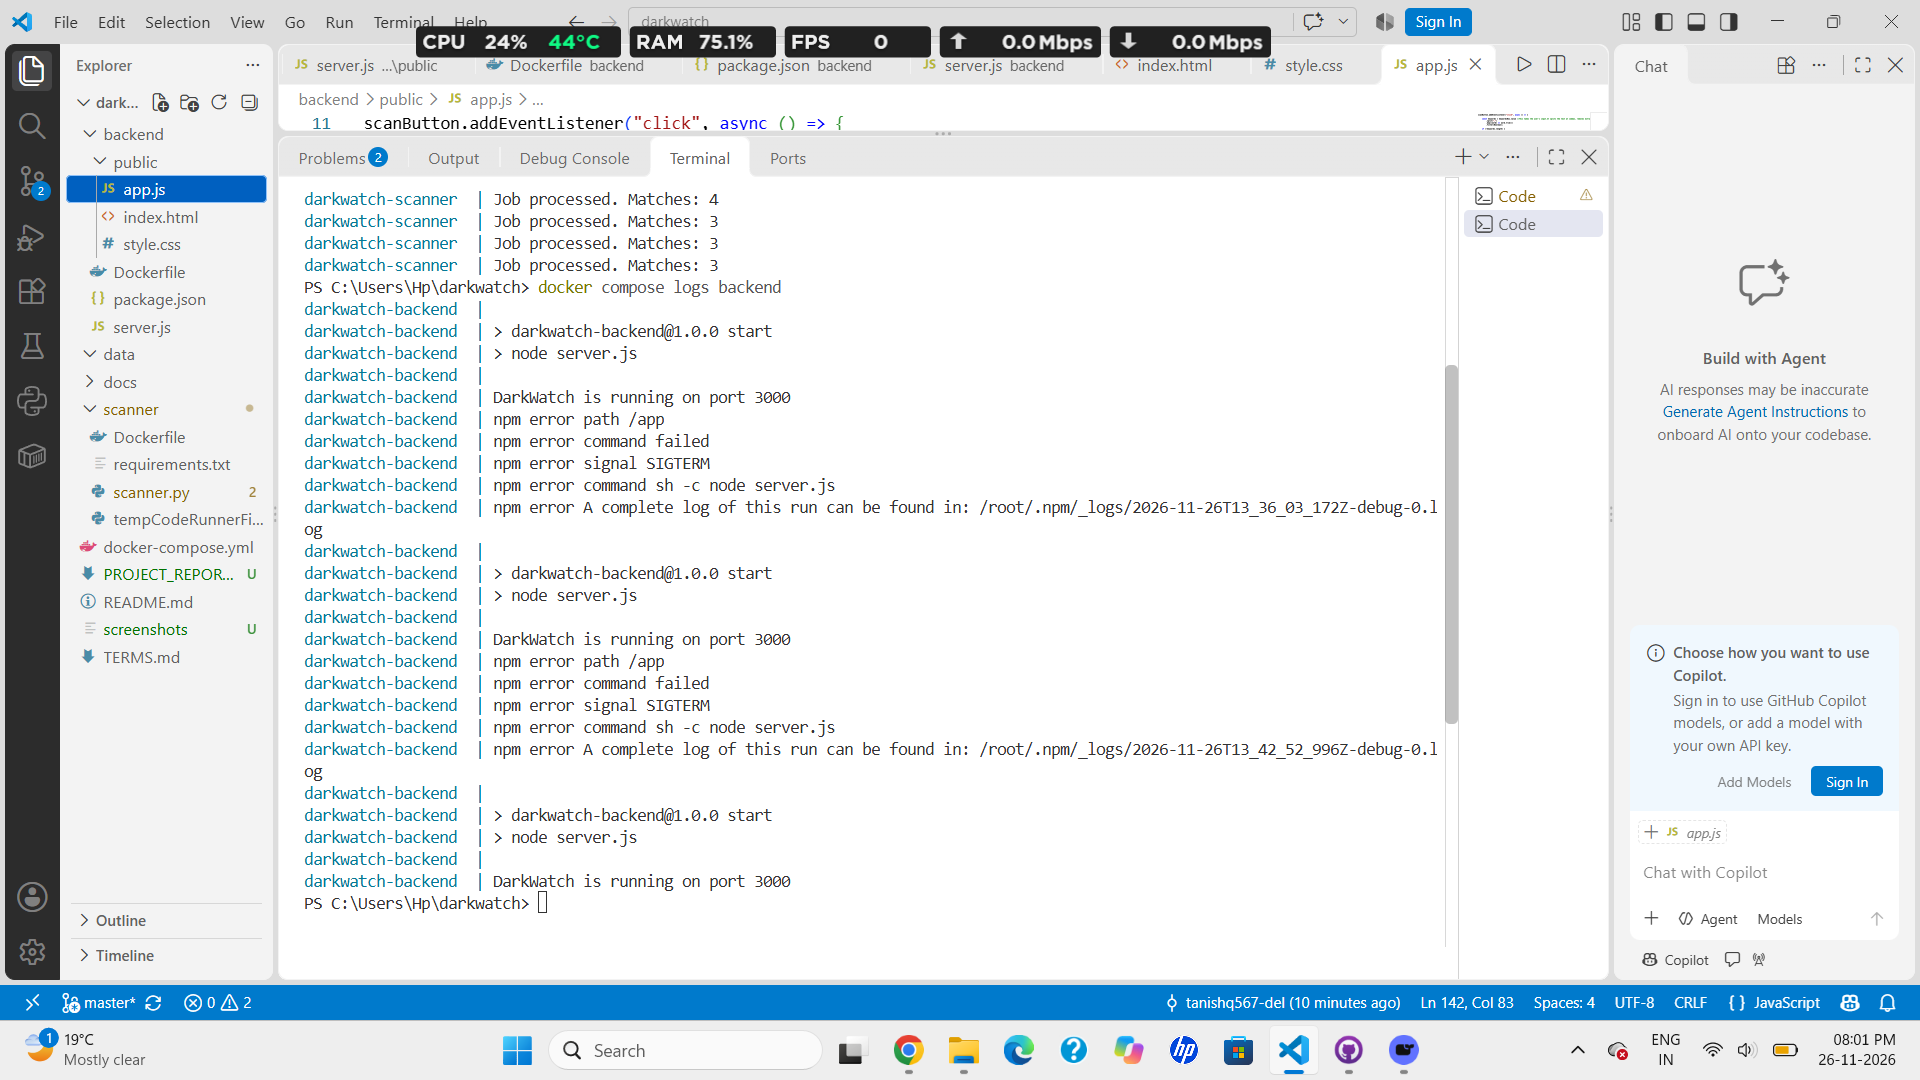 File Edit Selection View Go Run Terminal Help
darkwatch
Sign In
CPU 24% 44°C RAM 75.1% FPS 0 ↑ 0.0 Mbps ↓ 0.0 Mbps
Explorer
server.js ...\public Dockerfile backend package.json backend server.js backend index.html style.css app.js
Chat
dark...
backend > public > JS app.js > ...
11 scanButton.addEventListener("click", async () => {
backend
public
JS app.js
<> index.html
# style.css
Dockerfile
{} package.json
JS server.js
data
docs
scanner
Dockerfile
requirements.txt
scanner.py 2
tempCodeRunnerFi...
docker-compose.yml
PROJECT_REPOR... U
README.md
screenshots U
TERMS.md
Outline
Timeline
Problems 2 Output Debug Console Terminal Ports
darkwatch-scanner | Job processed. Matches: 4
darkwatch-scanner | Job processed. Matches: 3
darkwatch-scanner | Job processed. Matches: 3
darkwatch-scanner | Job processed. Matches: 3
PS C:\Users\Hp\darkwatch> docker compose logs backend
darkwatch-backend |
darkwatch-backend | > darkwatch-backend@1.0.0 start
darkwatch-backend | > node server.js
darkwatch-backend |
darkwatch-backend | DarkWatch is running on port 3000
darkwatch-backend | npm error path /app
darkwatch-backend | npm error command failed
darkwatch-backend | npm error signal SIGTERM
darkwatch-backend | npm error command sh -c node server.js
darkwatch-backend | npm error A complete log of this run can be found in: /root/.npm/_logs/2026-11-26T13_36_03_172Z-debug-0.l
og
darkwatch-backend |
darkwatch-backend | > darkwatch-backend@1.0.0 start
darkwatch-backend | > node server.js
darkwatch-backend |
darkwatch-backend | DarkWatch is running on port 3000
darkwatch-backend | npm error path /app
darkwatch-backend | npm error command failed
darkwatch-backend | npm error signal SIGTERM
darkwatch-backend | npm error command sh -c node server.js
darkwatch-backend | npm error A complete log of this run can be found in: /root/.npm/_logs/2026-11-26T13_42_52_996Z-debug-0.l
og
darkwatch-backend |
darkwatch-backend | > darkwatch-backend@1.0.0 start
darkwatch-backend | > node server.js
darkwatch-backend |
darkwatch-backend | DarkWatch is running on port 3000
PS C:\Users\Hp\darkwatch>
Code
Code
Build with Agent
AI responses may be inaccurate
Generate Agent Instructions to
onboard AI onto your codebase.
Choose how you want to use
Copilot.
Sign in to use GitHub Copilot
models, or add a model with
your own API key.
Add Models Sign In
+ JS app.js
Chat with Copilot
Agent Models
Copilot
2
master* 0 2
tanishq567-del (10 minutes ago) Ln 142, Col 83 Spaces: 4 UTF-8 CRLF {} JavaScript
1
19°C
Mostly clear
Search
hp
ENG
IN
08:01 PM
26-11-2026